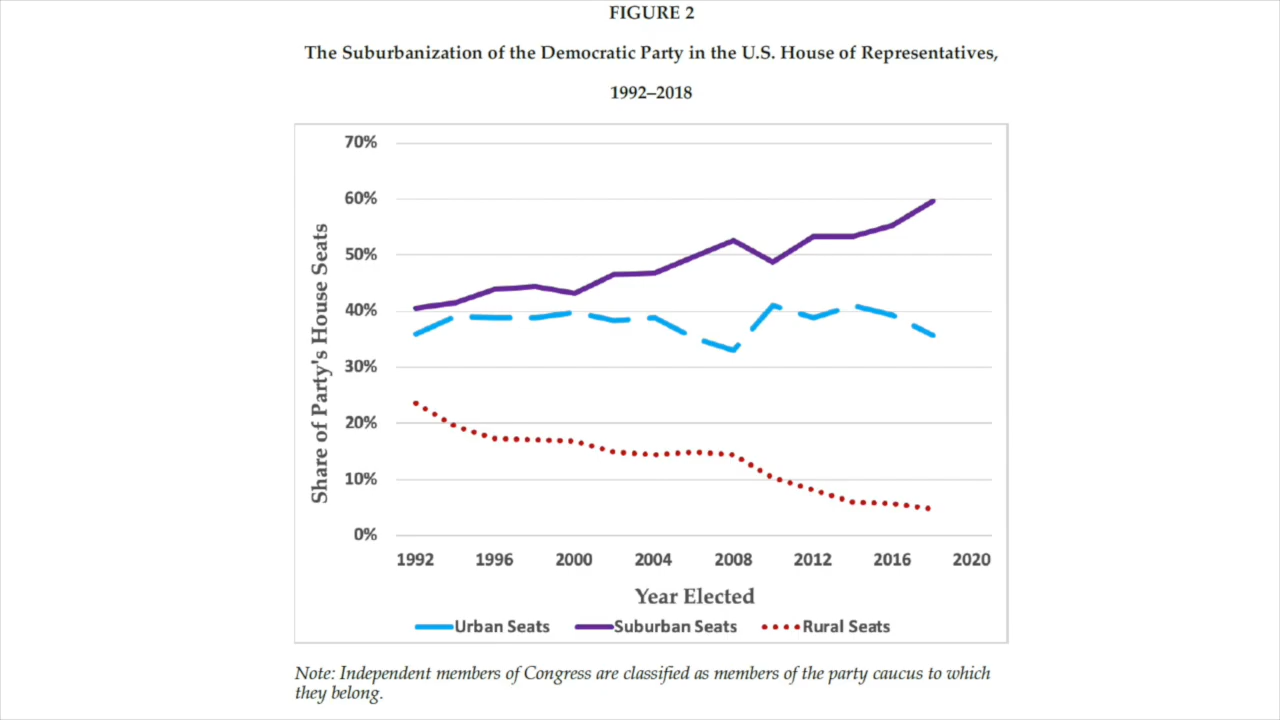 FIGURE 2
The Suburbanization of the Democratic Party in the U.S. House of Representatives,
1992–2018
70%
60%
50%
40%
30%
20%
10%
0%
Share of Party's House Seats
1992 1996 2000 2004 2008 2012 2016 2020
Year Elected
Urban Seats Suburban Seats Rural Seats
Note: Independent members of Congress are classified as members of the party caucus to which
they belong.